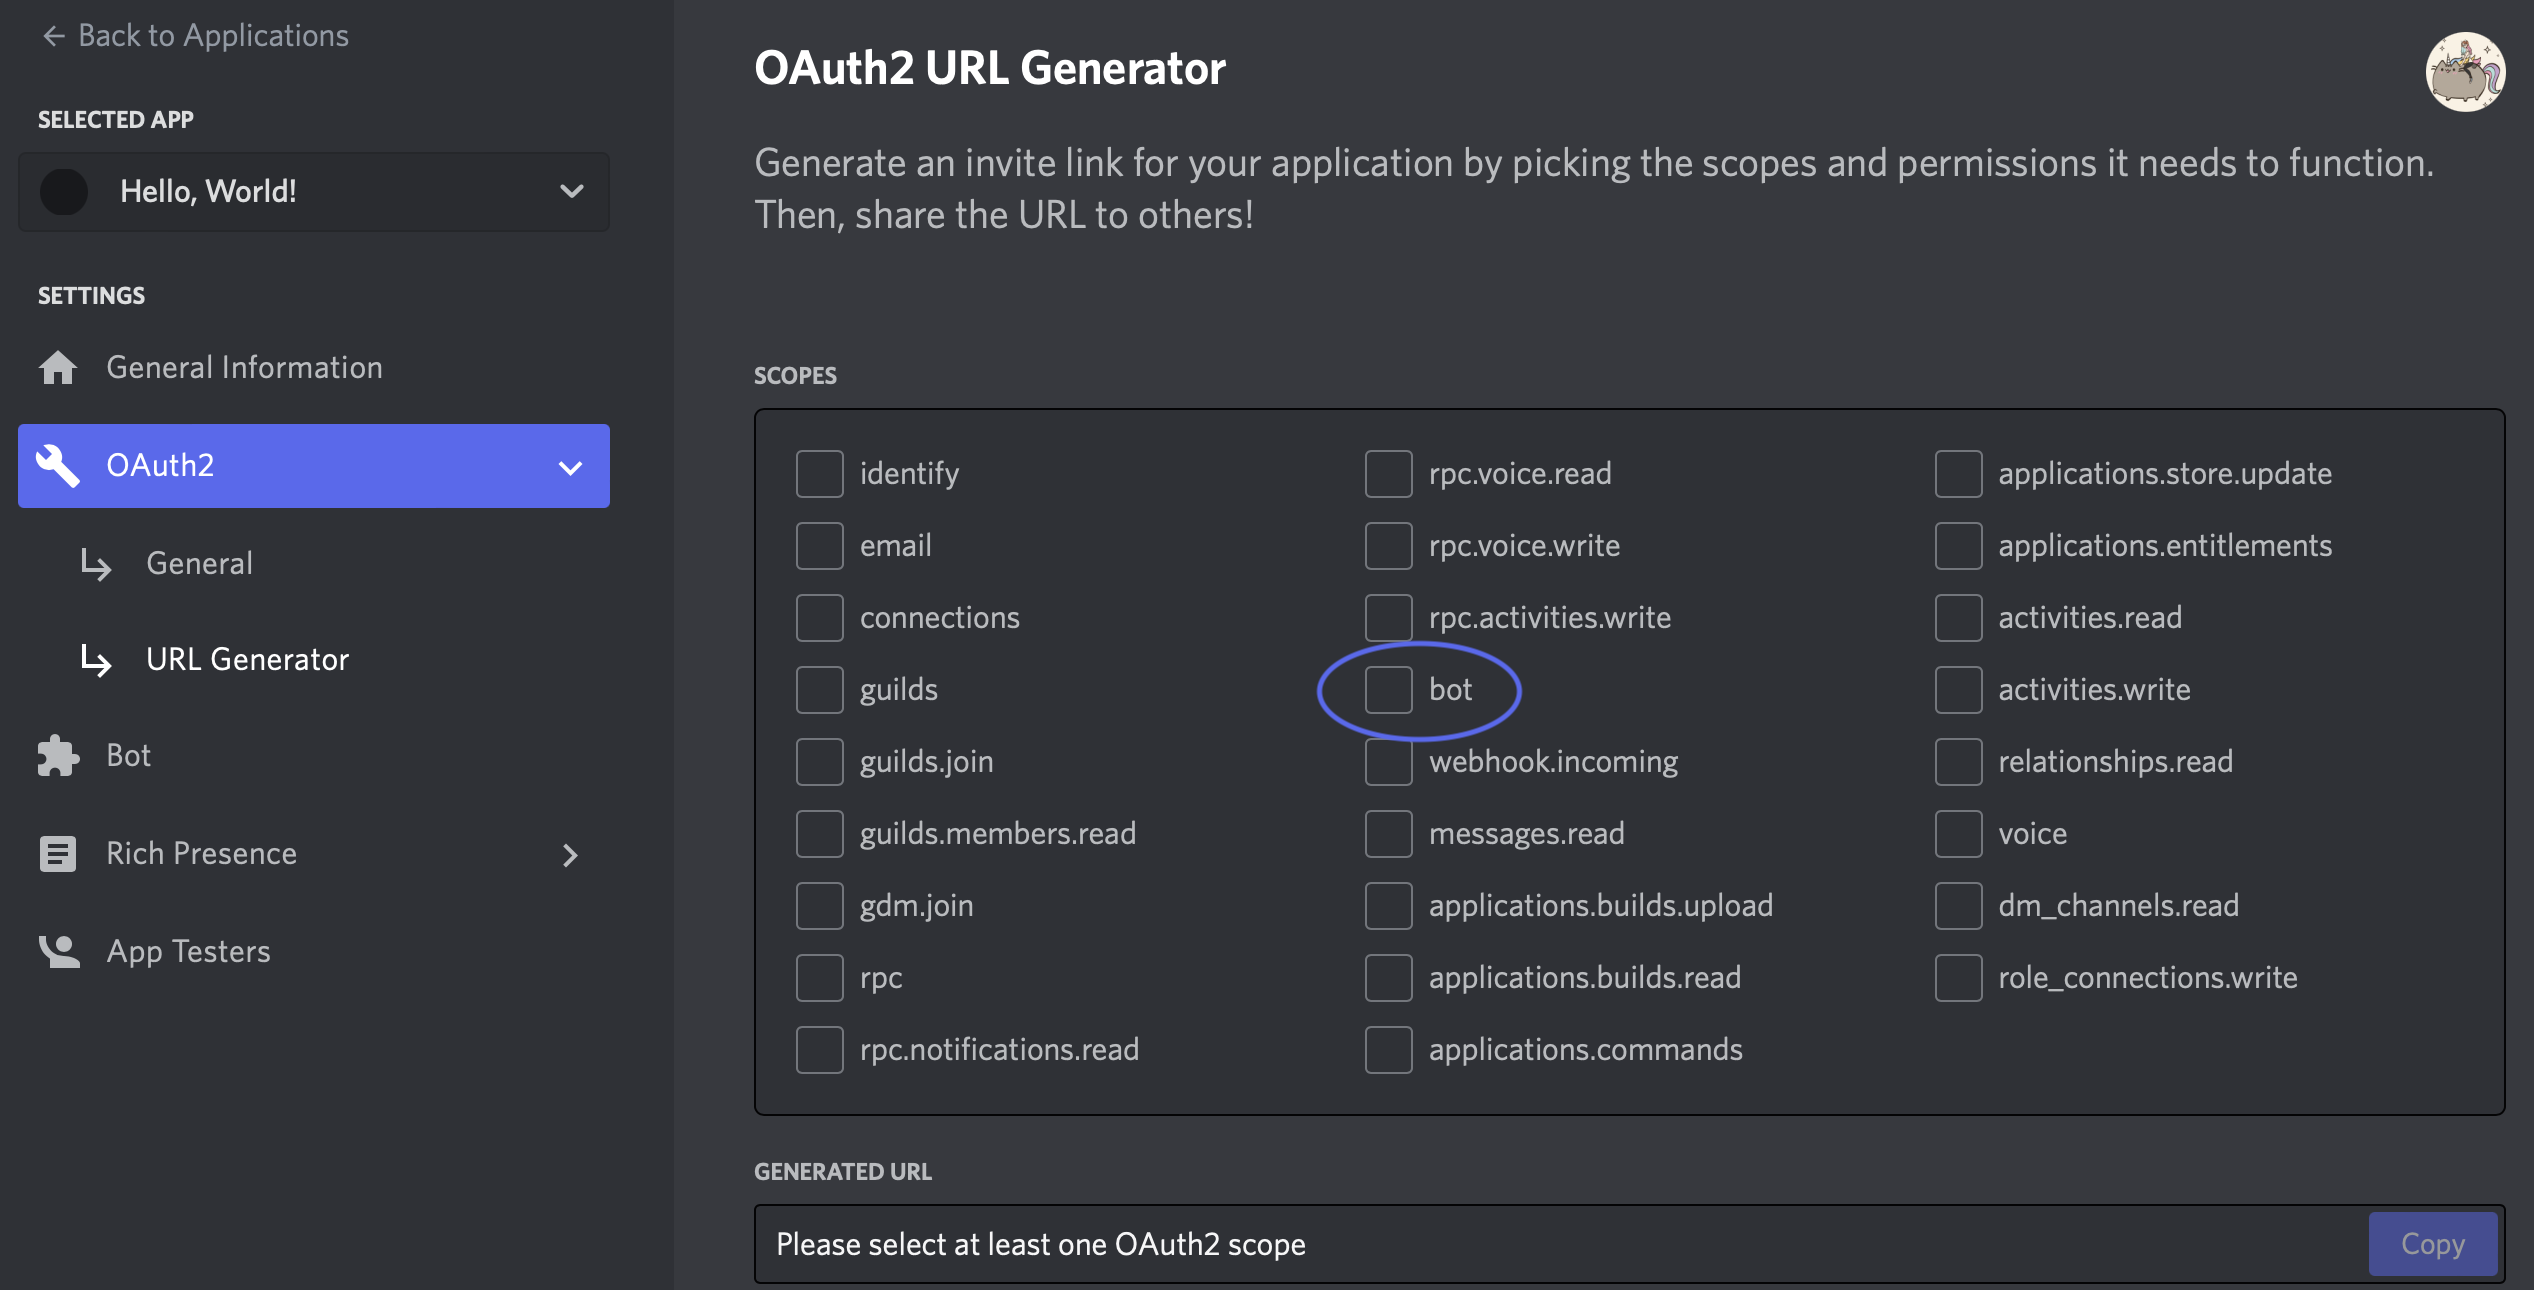 Back to Applications
SELECTED APP
Hello, World!
SETTINGS
General Information
OAuth2
General
URL Generator
Bot
Rich Presence
App Testers
OAuth2 URL Generator
Generate an invite link for your application by picking the scopes and permissions it needs to function.
Then, share the URL to others!
SCOPES
identify
email
connections
guilds
guilds.join
guilds.members.read
gdm.join
rpc
rpc.notifications.read
rpc.voice.read
rpc.voice.write
rpc.activities.write
bot
webhook.incoming
messages.read
applications.builds.upload
applications.builds.read
applications.commands
applications.store.update
applications.entitlements
activities.read
activities.write
relationships.read
voice
dm_channels.read
role_connections.write
GENERATED URL
Please select at least one OAuth2 scope
Copy